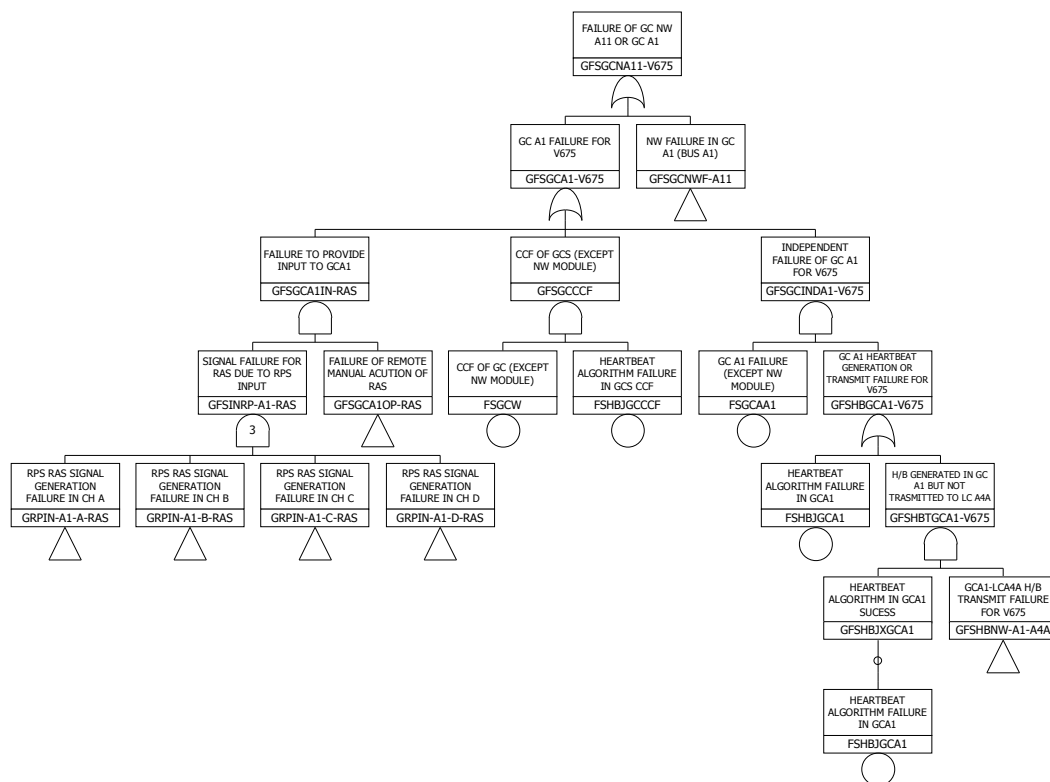 FAILURE OF GC NW
A11 OR GC A1
GFSGCNA11-V675
GC A1 FAILURE FOR
V675
GFSGCA1-V675
NW FAILURE IN GC
A1 (BUS A1)
GFSGCNWF-A11
FAILURE TO PROVIDE
INPUT TO GCA1
GFSGCA1IN-RAS
CCF OF GCS (EXCEPT
NW MODULE)
GFSGCCCF
INDEPENDENT
FAILURE OF GC A1
FOR V675
GFSGCINDA1-V675
SIGNAL FAILURE FOR
RAS DUE TO RPS
INPUT
GFSINRP-A1-RAS
3
FAILURE OF REMOTE
MANUAL ACUTION OF
RAS
GFSGCA1OP-RAS
CCF OF GC (EXCEPT
NW MODULE)
FSGCW
HEARTBEAT
ALGORITHM FAILURE
IN GCS CCF
FSHBJGCCCF
GC A1 FAILURE
(EXCEPT NW
MODULE)
FSGCAA1
GC A1 HEARTBEAT
GENERATION OR
TRANSMIT FAILURE FOR
V675
GFSHBGCA1-V675
RPS RAS SIGNAL
GENERATION
FAILURE IN CH A
GRPIN-A1-A-RAS
RPS RAS SIGNAL
GENERATION
FAILURE IN CH B
GRPIN-A1-B-RAS
RPS RAS SIGNAL
GENERATION
FAILURE IN CH C
GRPIN-A1-C-RAS
RPS RAS SIGNAL
GENERATION
FAILURE IN CH D
GRPIN-A1-D-RAS
HEARTBEAT
ALGORITHM FAILURE
IN GCA1
FSHBJGCA1
H/B GENERATED IN GC
A1 BUT NOT
TRASMITTED TO LC A4A
GFSHBTGCA1-V675
HEARTBEAT
ALGORITHM IN GCA1
SUCESS
GFSHBJXGCA1
GCA1-LCA4A H/B
TRANSMIT FAILURE
FOR V675
GFSHBNW-A1-A4A
HEARTBEAT
ALGORITHM FAILURE
IN GCA1
FSHBJGCA1